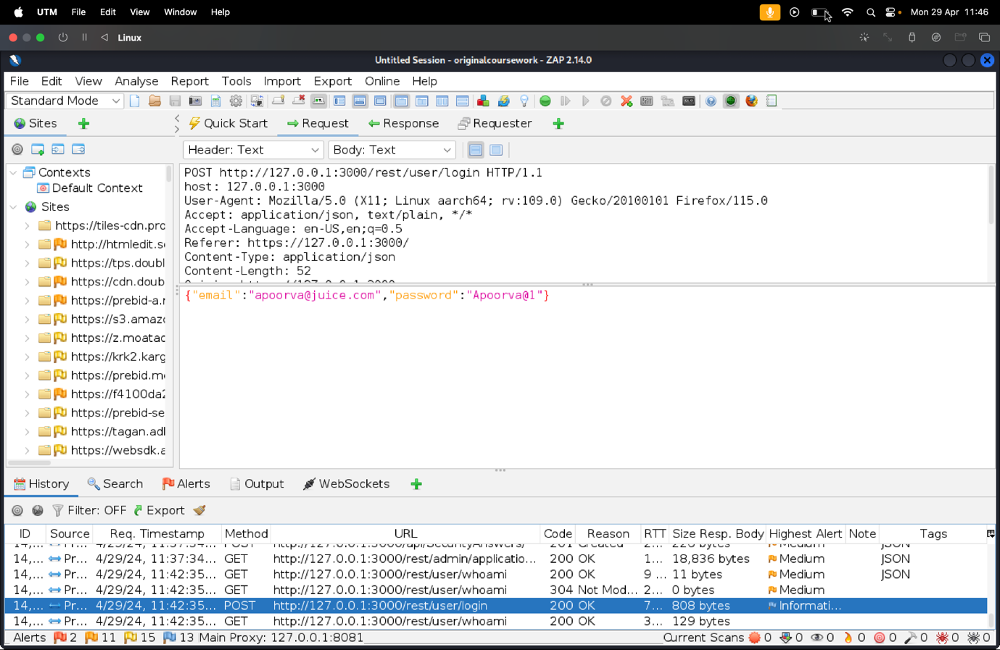 UTM File Edit View Window Help Mon 29 Apr 11:46
Linux
Untitled Session - originalcoursework - ZAP 2.14.0
File Edit View Analyse Report Tools Import Export Online Help
Standard Mode
Sites Quick Start Request Response Requester
Header: Text Body: Text
Contexts
Default Context
Sites
https://tiles-cdn.pro
http://htmledit.s
https://tps.doubl
https://cdn.doub
https://prebid-a.r
https://s3.amaz
https://z.moatad
https://krk2.karg
https://prebid.m
https://f4100da2
https://prebid-se
https://tagan.adl
https://websdk.a
POST http://127.0.0.1:3000/rest/user/login HTTP/1.1
host: 127.0.0.1:3000
User-Agent: Mozilla/5.0 (X11; Linux aarch64; rv:109.0) Gecko/20100101 Firefox/115.0
Accept: application/json, text/plain, */*
Accept-Language: en-US,en;q=0.5
Referer: https://127.0.0.1:3000/
Content-Type: application/json
Content-Length: 52
{"email":"apoorva@juice.com","password":"Apoorva@1"}
History Search Alerts Output WebSockets
Filter: OFF Export
ID Source Req. Timestamp Method URL Code Reason RTT Size Resp. Body Highest Alert Note Tags
14,... Pr... 4/29/24, 11:37:34... POST http://127.0.0.1:3000/api/SecurityAnswers/ 201 Created 2... 226 bytes Medium JSON
14,... Pr... 4/29/24, 11:37:34... GET http://127.0.0.1:3000/rest/admin/applicatio... 200 OK 1... 18,836 bytes Medium JSON
14,... Pr... 4/29/24, 11:42:35... GET http://127.0.0.1:3000/rest/user/whoami 200 OK 9 ... 11 bytes Medium JSON
14,... Pr... 4/29/24, 11:42:35... GET http://127.0.0.1:3000/rest/user/whoami 304 Not Mod... 2... 0 bytes Medium
14,... Pr... 4/29/24, 11:42:35... POST http://127.0.0.1:3000/rest/user/login 200 OK 7... 808 bytes Informati...
14,... Pr... 4/29/24, 11:42:35... GET http://127.0.0.1:3000/rest/user/whoami 200 OK 3... 129 bytes
Alerts 2 11 15 13 Main Proxy: 127.0.0.1:8081 Current Scans 0 0 0 0 0 0 0 0